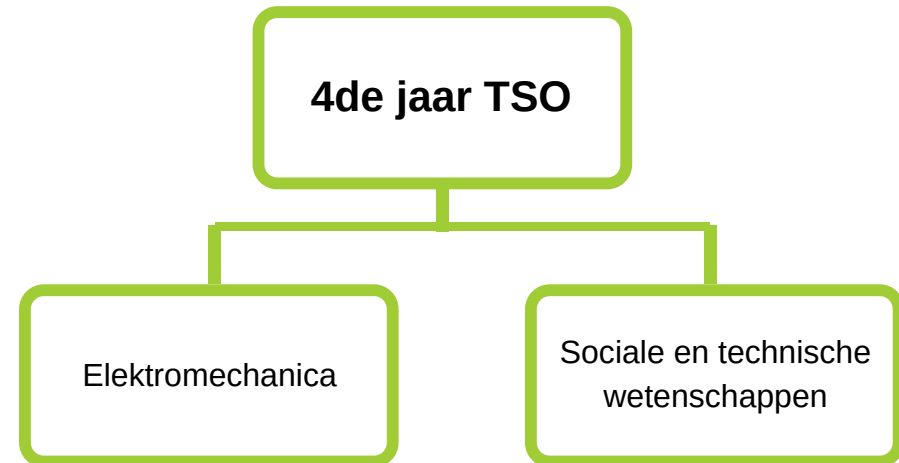 4de jaar TSO
Elektromechanica
Sociale en technische
wetenschappen